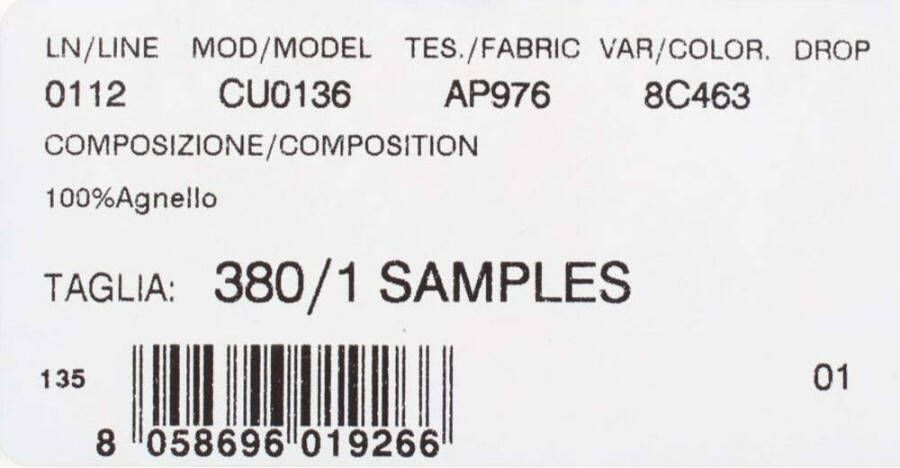 LN/LINE MOD/MODEL TES./FABRIC VAR/COLOR. DROP
0112 CU0136 AP976 8C463
COMPOSIZIONE/COMPOSITION
100%Agnello
TAGLIA: 380/1 SAMPLES
135 01
8 058696 019266